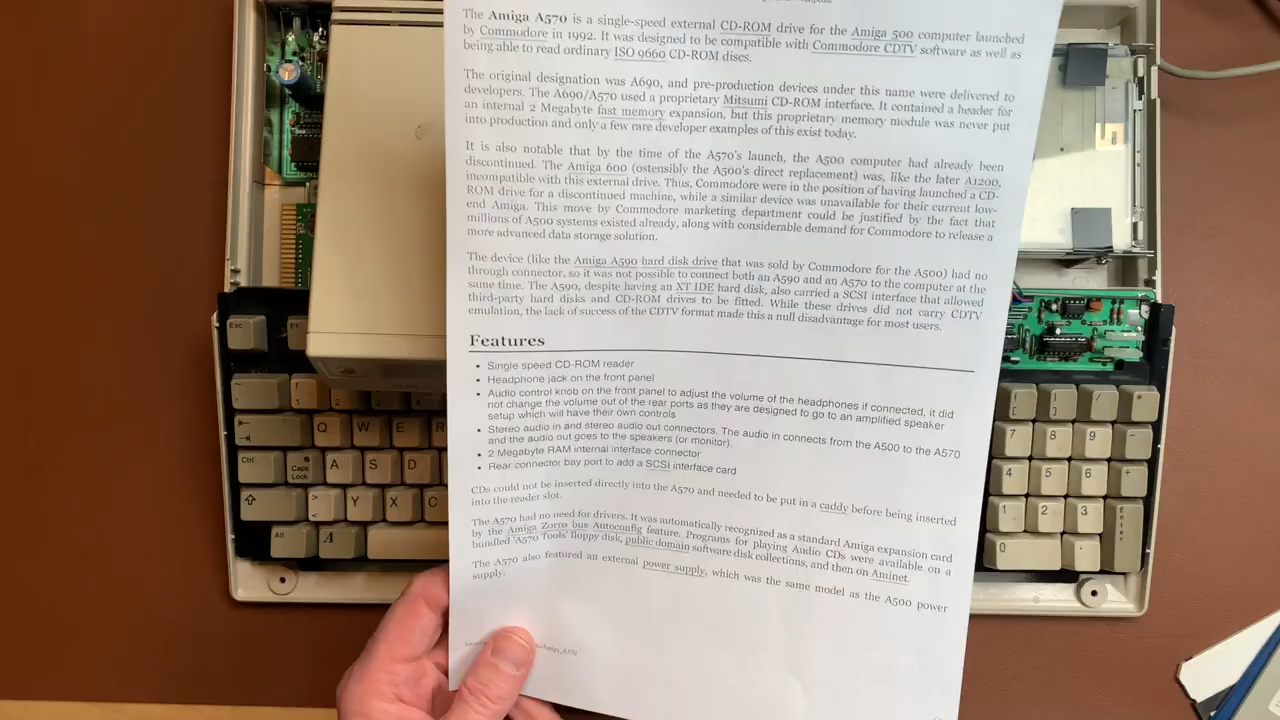 Wikipedia
The Amiga A570 is a single-speed external CD-ROM drive for the Amiga 500 computer launched
by Commodore in 1992. It was designed to be compatible with Commodore CDTV software as well as
being able to read ordinary ISO 9660 CD-ROM discs.
The original designation was A690, and pre-production devices under this name were delivered to
developers. The A690/A570 used a proprietary Mitsumi CD-ROM interface. It contained a header for
an internal 2 Megabyte fast memory expansion, but this proprietary memory module was never put
into production and only a few rare developer examples of this exist today.
It is also notable that by the time of the A570's launch, the A500 computer had already been
discontinued. The Amiga 600 (ostensibly the A500's direct replacement) was, like the later A1200,
incompatible with this external drive. Thus, Commodore were in the position of having launched a CD-
ROM drive for a discontinued machine, while a similar device was unavailable for their current low-
end Amiga. This move by Commodore marketing department could be justified by the fact that
millions of A500 systems existed already, along with considerable demand for Commodore to release a
more advanced data storage solution.
The device (like the Amiga A590 hard disk drive that was sold by Commodore for the A500) had no
through connector, so it was not possible to connect both an A590 and an A570 to the computer at the
same time. The A590, despite having an XT IDE hard disk, also carried a SCSI interface that allowed
third-party hard disks and CD-ROM drives to be fitted. While these drives did not carry CDTV
emulation, the lack of success of the CDTV format made this a null disadvantage for most users.
Features
• Single speed CD-ROM reader
• Headphone jack on the front panel
• Audio control knob on the front panel to adjust the volume of the headphones if connected, it did
not change the volume out of the rear ports as they are designed to go to an amplified speaker
setup which will have their own controls
• Stereo audio in and stereo audio out connectors. The audio in connects from the A500 to the A570
and the audio out goes to the speakers (or monitor).
• 2 Megabyte RAM internal interface connector
• Rear connector bay port to add a SCSI interface card
CDs could not be inserted directly into the A570 and needed to be put in a caddy before being inserted
into the reader slot.
The A570 had no need for drivers. It was automatically recognized as a standard Amiga expansion card
by the Amiga Zorro bus Autoconfig feature. Programs for playing Audio CDs were available on a
bundled 'A570 Tools' floppy disk, public domain software disk collections, and then on Aminet.
The A570 also featured an external power supply, which was the same model as the A500 power
supply.
/Amiga_A570
Esc F1
! 1 2
Q W E R
Ctrl Caps Lock A S D
> < Y X C
Alt A
{ [ } ] / *
7 8 9 -
4 5 6 +
1 2 3 Enter
0 .